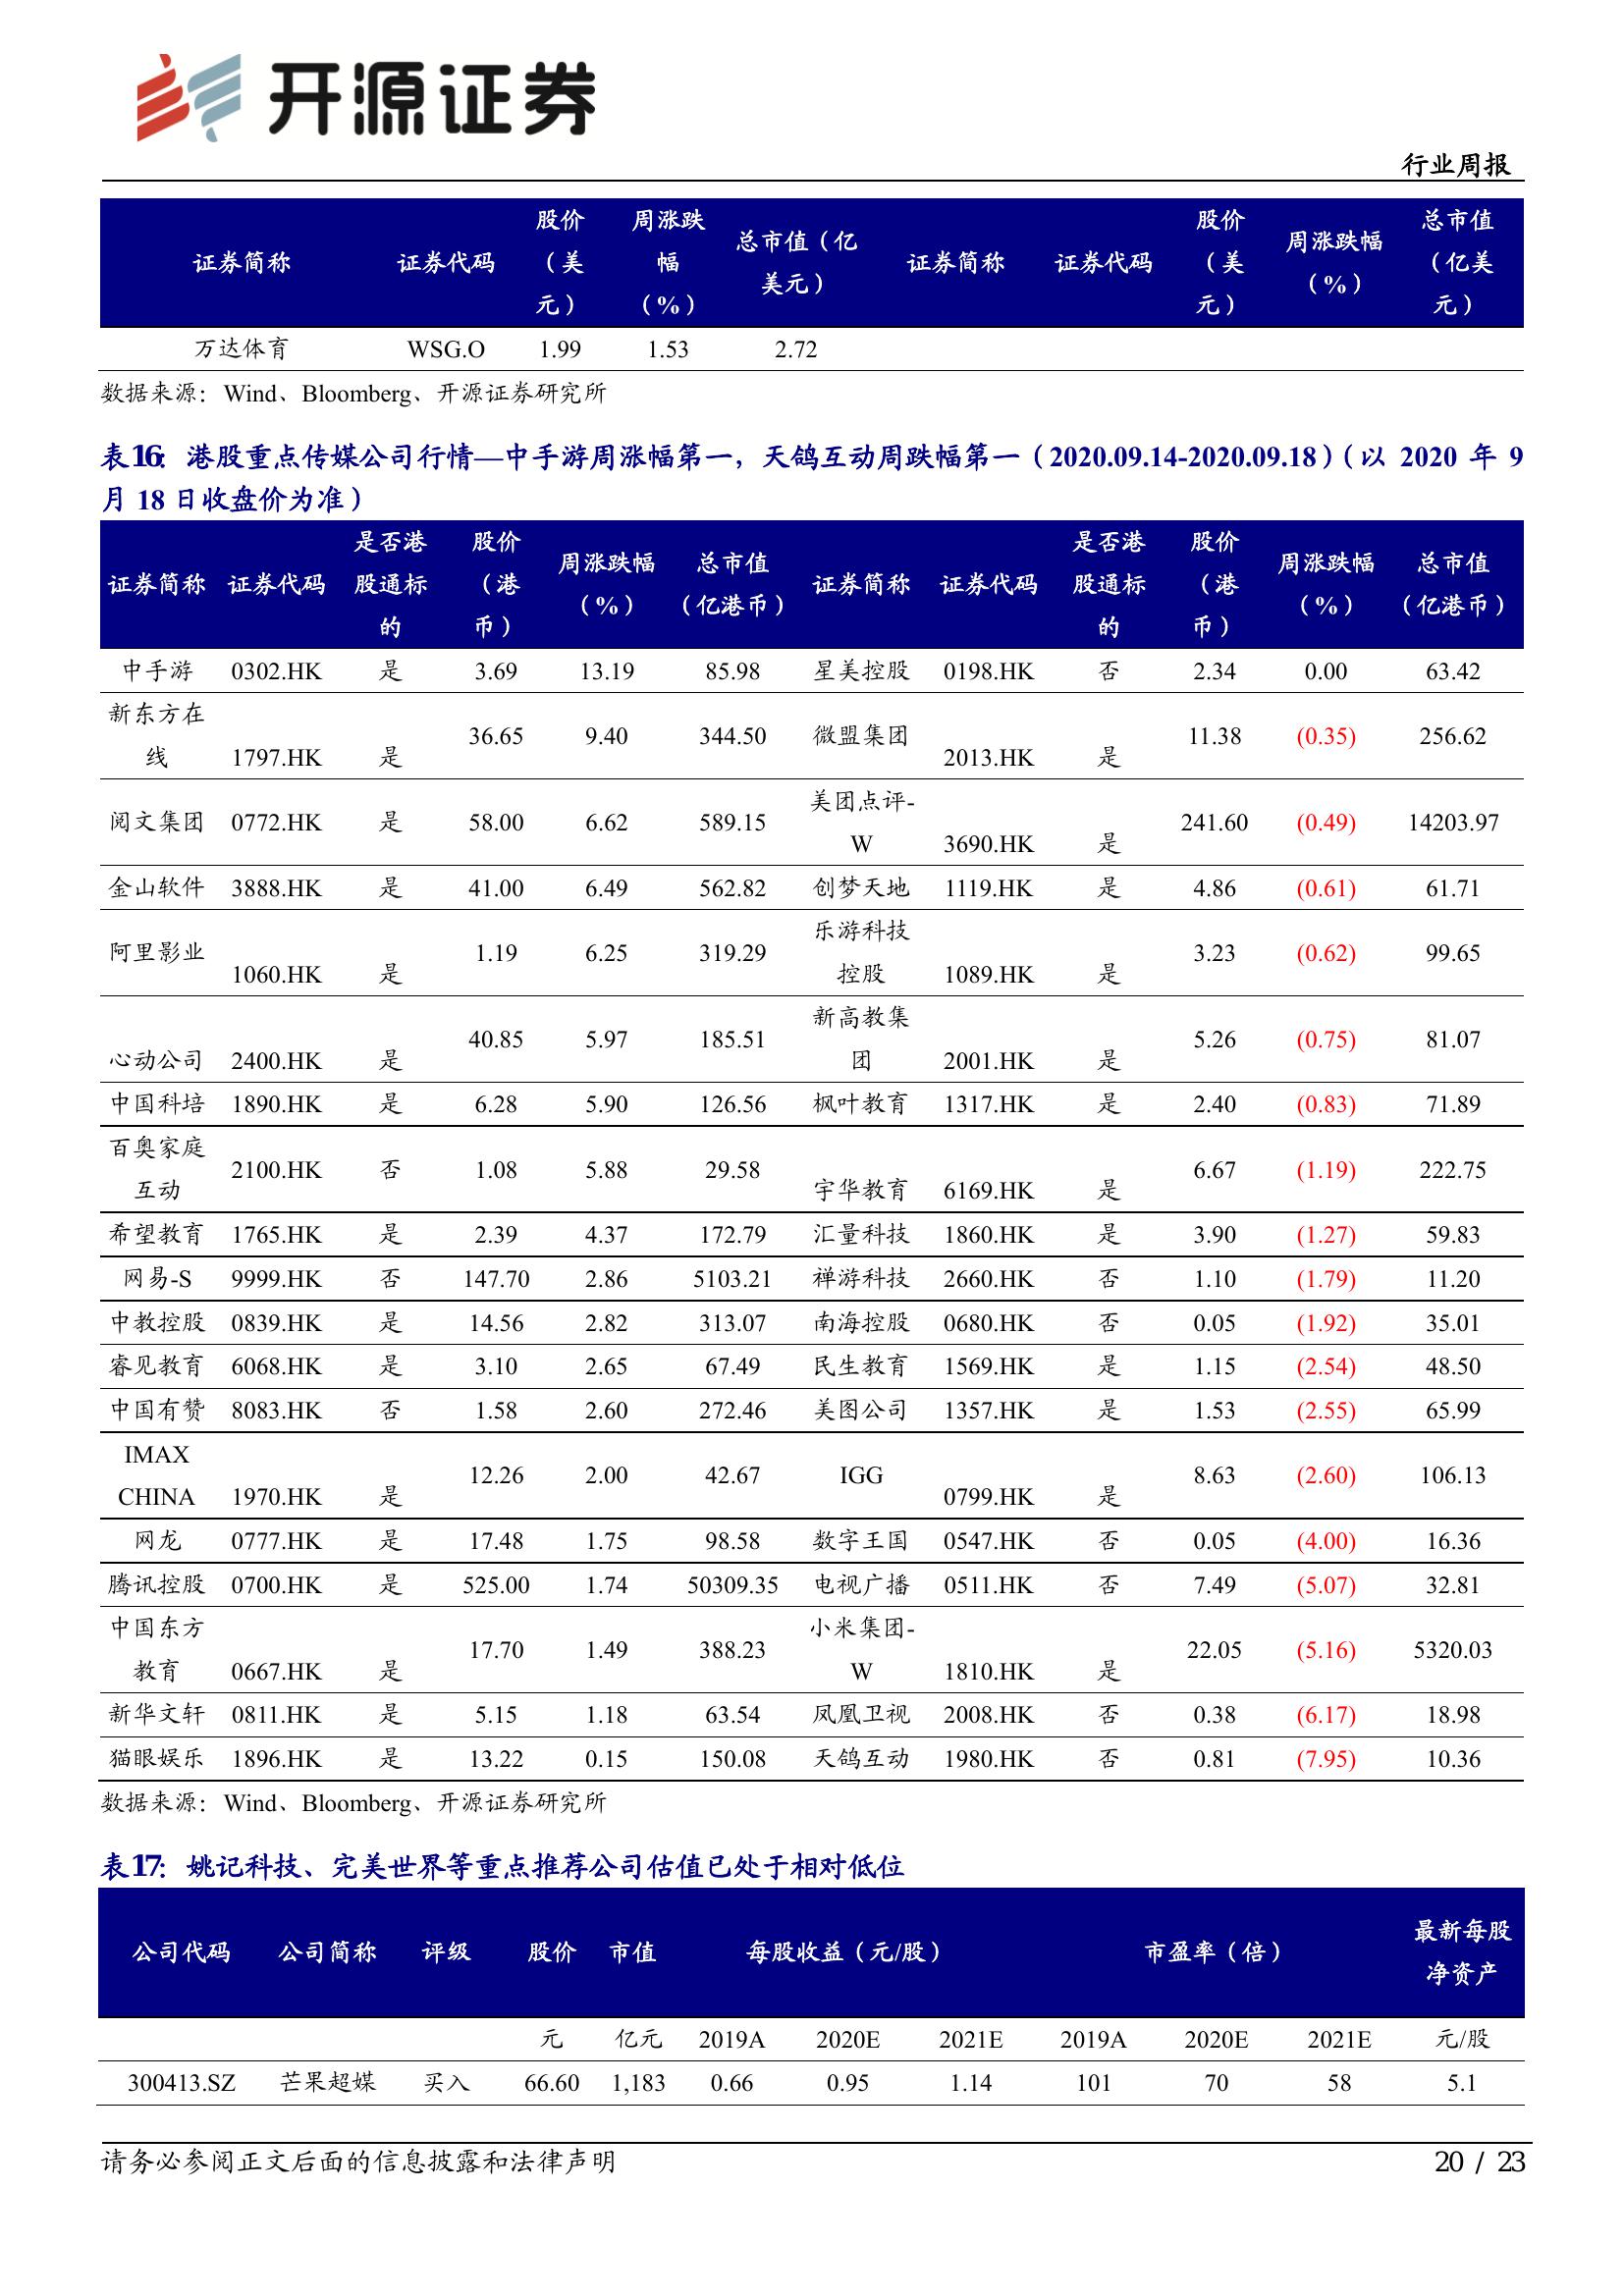 开源证券
行业周报
证券简称 证券代码 股价（美元） 周涨跌幅（%） 总市值（亿美元） 证券简称 证券代码 股价（美元） 周涨跌幅（%） 总市值（亿美元）
万达体育 WSG.O 1.99 1.53 2.72
数据来源：Wind、Bloomberg、开源证券研究所
表16：港股重点传媒公司行情—中手游周涨幅第一，天鸽互动周跌幅第一（2020.09.14-2020.09.18）（以 2020 年 9
月 18 日收盘价为准）
证券简称 证券代码 是否港股通标的 股价（港币） 周涨跌幅（%） 总市值（亿港币） 证券简称 证券代码 是否港股通标的 股价（港币） 周涨跌幅（%） 总市值（亿港币）
中手游 0302.HK 是 3.69 13.19 85.98 星美控股 0198.HK 否 2.34 0.00 63.42
新东方在线 1797.HK 是 36.65 9.40 344.50 微盟集团 2013.HK 是 11.38 (0.35) 256.62
阅文集团 0772.HK 是 58.00 6.62 589.15 美团点评-W 3690.HK 是 241.60 (0.49) 14203.97
金山软件 3888.HK 是 41.00 6.49 562.82 创梦天地 1119.HK 是 4.86 (0.61) 61.71
阿里影业 1060.HK 是 1.19 6.25 319.29 乐游科技控股 1089.HK 是 3.23 (0.62) 99.65
心动公司 2400.HK 是 40.85 5.97 185.51 新高教集团 2001.HK 是 5.26 (0.75) 81.07
中国科培 1890.HK 是 6.28 5.90 126.56 枫叶教育 1317.HK 是 2.40 (0.83) 71.89
百奥家庭互动 2100.HK 否 1.08 5.88 29.58 宇华教育 6169.HK 是 6.67 (1.19) 222.75
希望教育 1765.HK 是 2.39 4.37 172.79 汇量科技 1860.HK 是 3.90 (1.27) 59.83
网易-S 9999.HK 否 147.70 2.86 5103.21 禅游科技 2660.HK 否 1.10 (1.79) 11.20
中教控股 0839.HK 是 14.56 2.82 313.07 南海控股 0680.HK 否 0.05 (1.92) 35.01
睿见教育 6068.HK 是 3.10 2.65 67.49 民生教育 1569.HK 是 1.15 (2.54) 48.50
中国有赞 8083.HK 否 1.58 2.60 272.46 美图公司 1357.HK 是 1.53 (2.55) 65.99
IMAX CHINA 1970.HK 是 12.26 2.00 42.67 IGG 0799.HK 是 8.63 (2.60) 106.13
网龙 0777.HK 是 17.48 1.75 98.58 数字王国 0547.HK 否 0.05 (4.00) 16.36
腾讯控股 0700.HK 是 525.00 1.74 50309.35 电视广播 0511.HK 否 7.49 (5.07) 32.81
中国东方教育 0667.HK 是 17.70 1.49 388.23 小米集团-W 1810.HK 是 22.05 (5.16) 5320.03
新华文轩 0811.HK 是 5.15 1.18 63.54 凤凰卫视 2008.HK 否 0.38 (6.17) 18.98
猫眼娱乐 1896.HK 是 13.22 0.15 150.08 天鸽互动 1980.HK 否 0.81 (7.95) 10.36
数据来源：Wind、Bloomberg、开源证券研究所
表17：姚记科技、完美世界等重点推荐公司估值已处于相对低位
公司代码 公司简称 评级 股价 市值 每股收益（元/股） 市盈率（倍） 最新每股净资产
元 亿元 2019A 2020E 2021E 2019A 2020E 2021E 元/股
300413.SZ 芒果超媒 买入 66.60 1,183 0.66 0.95 1.14 101 70 58 5.1
请务必参阅正文后面的信息披露和法律声明
20 / 23